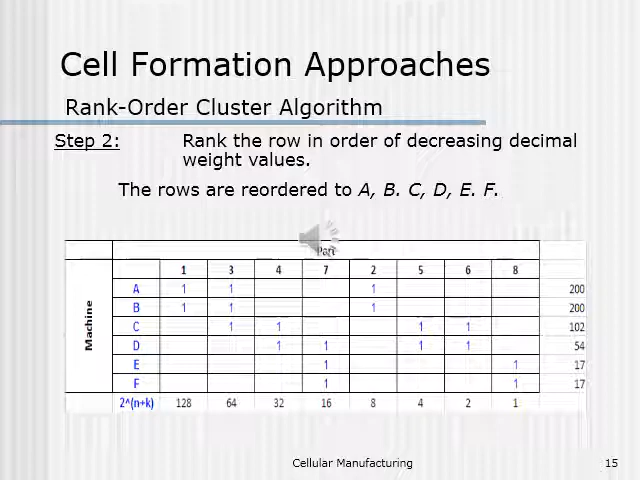 Cell Formation Approaches
Rank-Order Cluster Algorithm
Step 2: Rank the row in order of decreasing decimal
weight values.
The rows are reordered to A, B. C, D, E. F.
Part
1 3 4 7 2 5 6 8
Machine
A 1 1 1 200
B 1 1 1 200
C 1 1 1 1 102
D 1 1 1 1 54
E 1 1 17
F 1 1 17
2^(n+k) 128 64 32 16 8 4 2 1
Cellular Manufacturing 15